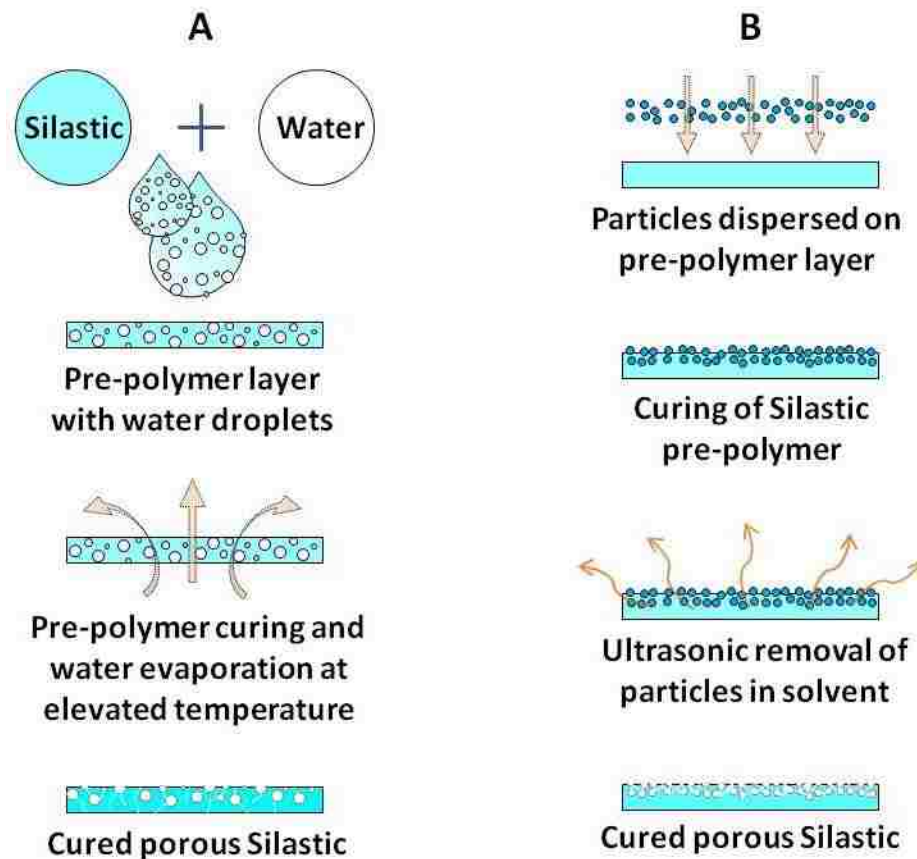 A
Silastic
Water
Pre-polymer layer
with water droplets
Pre-polymer curing and
water evaporation at
elevated temperature
Cured porous Silastic
B
Particles dispersed on
pre-polymer layer
Curing of Silastic
pre-polymer
Ultrasonic removal of
particles in solvent
Cured porous Silastic